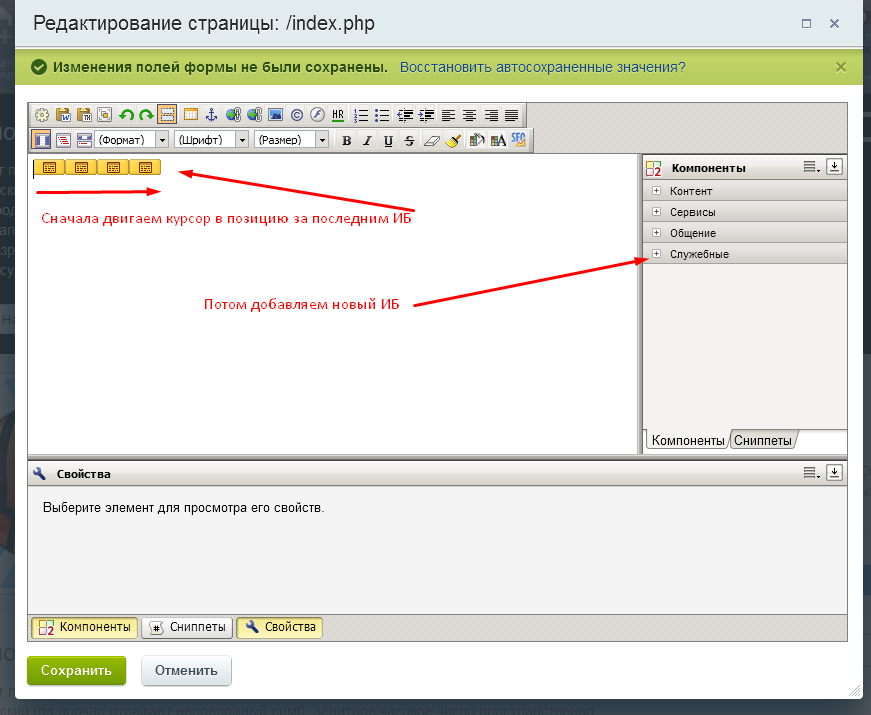 Редактирование страницы: /index.php
Изменения полей формы не были сохранены. Восстановить автосохраненные значения?
HR
(Формат) (Шрифт) (Размер) B I U S
Компоненты
Контент
Сервисы
Общение
Служебные
Сначала двигаем курсор в позицию за последним ИБ
Потом добавляем новый ИБ
Компоненты Сниппеты
Свойства
Выберите элемент для просмотра его свойств.
Компоненты Сниппеты Свойства
Сохранить Отменить